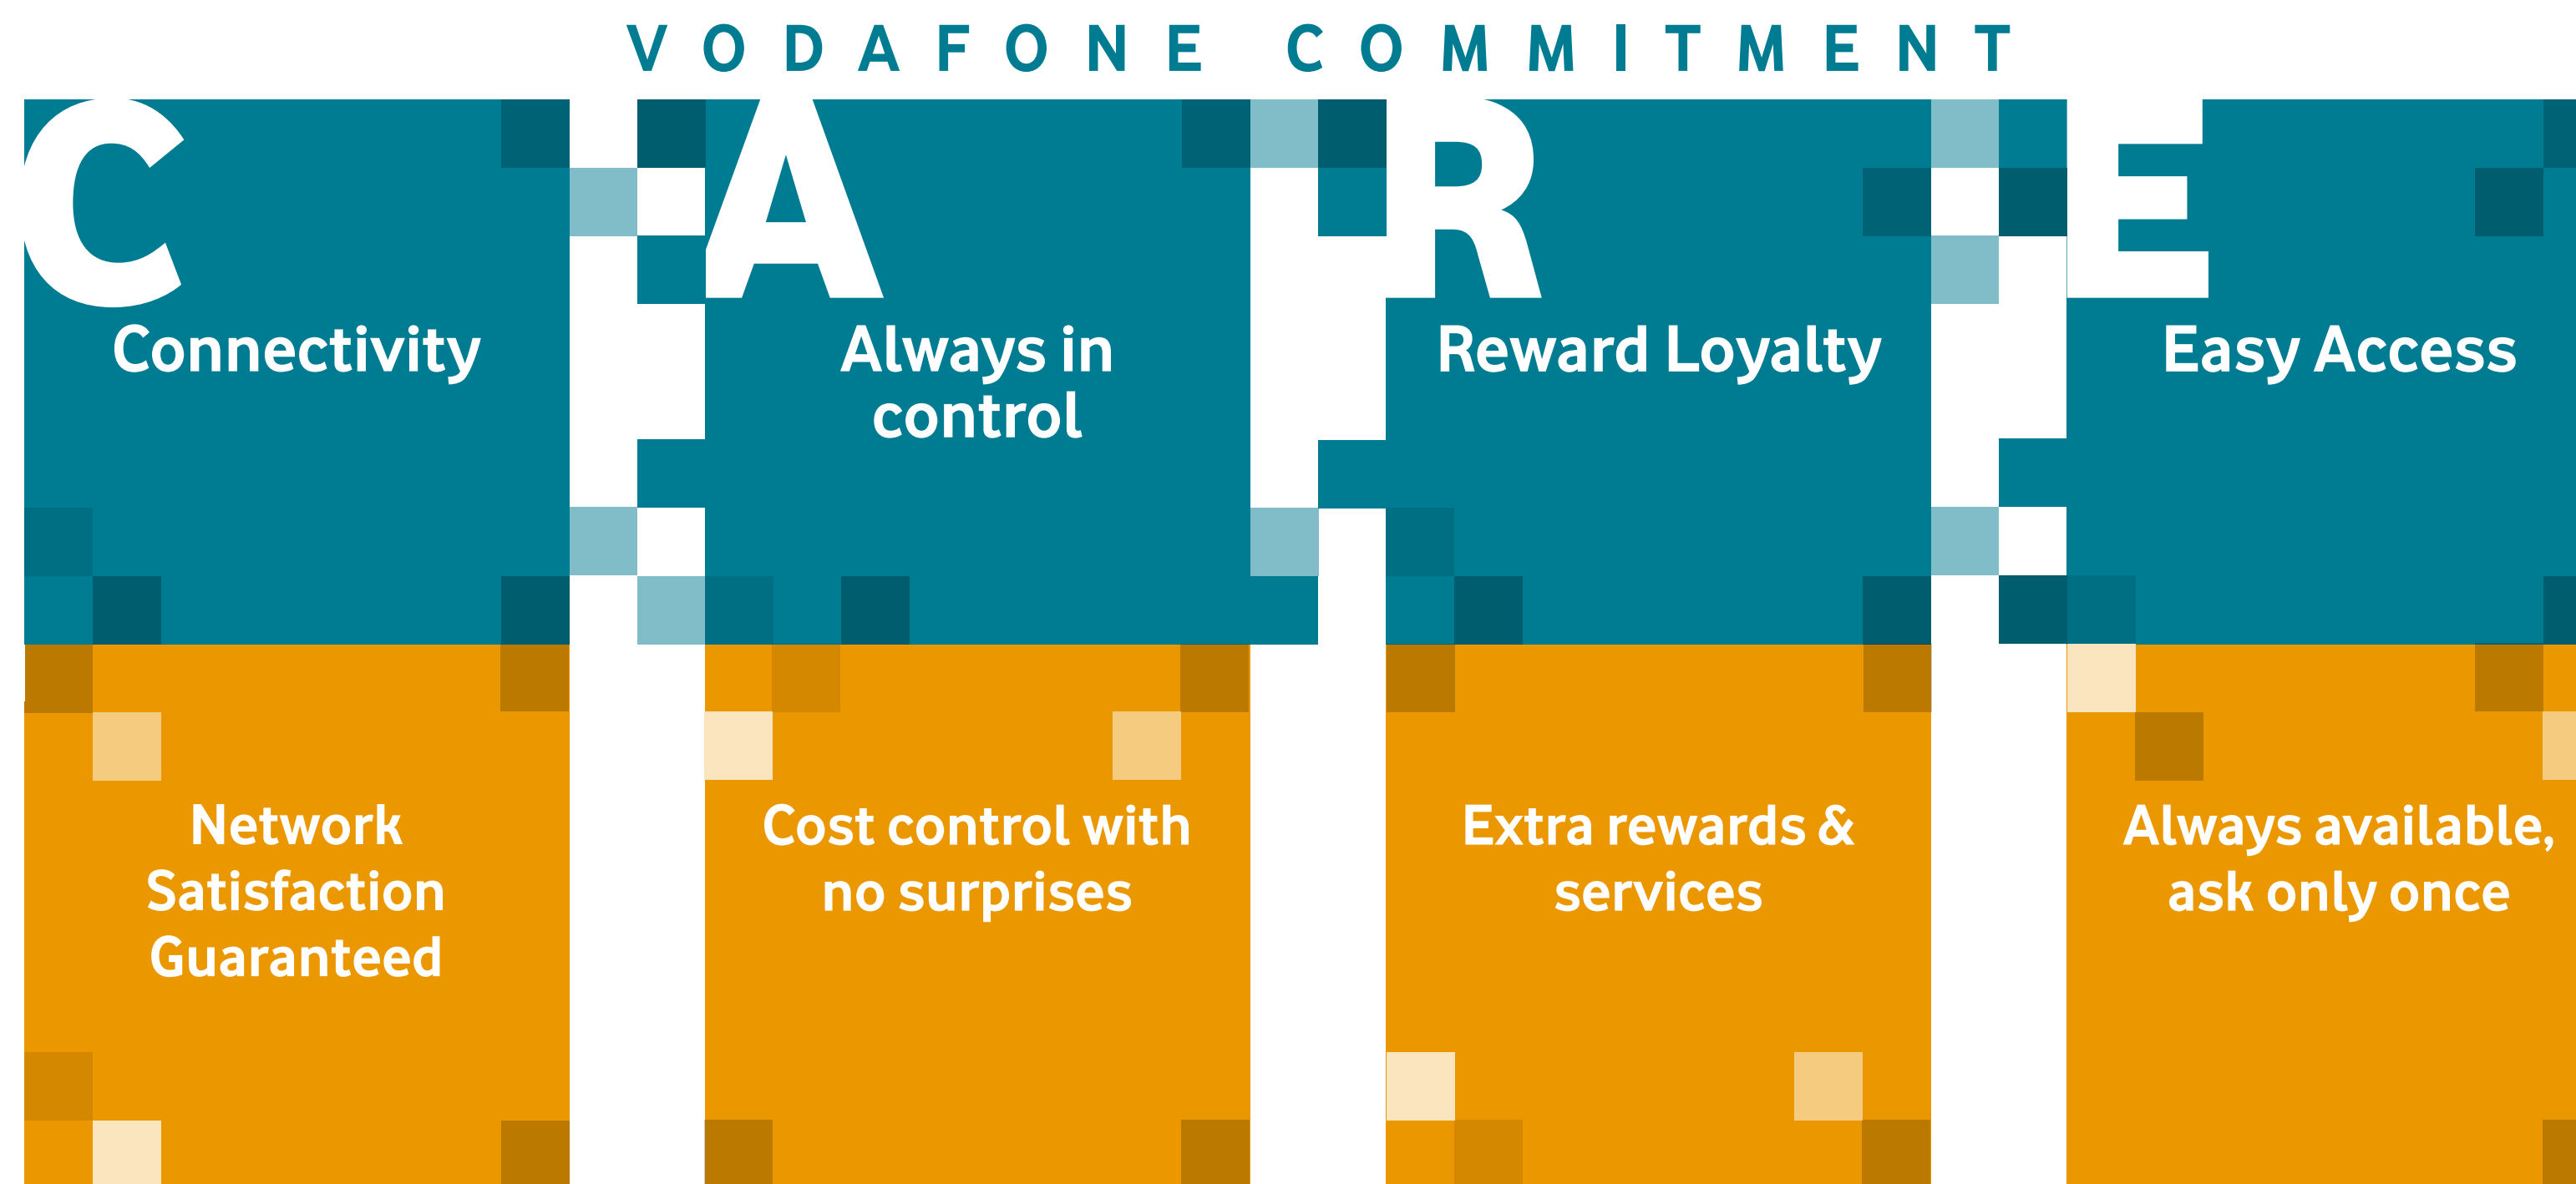 VODAFONE COMMITMENT
C
Connectivity
A
Always in
control
R
Reward Loyalty
E
Easy Access
Network
Satisfaction
Guaranteed
Cost control with
no surprises
Extra rewards &
services
Always available,
ask only once